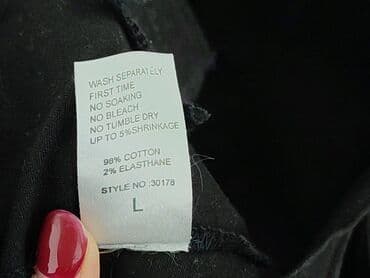 WASH SEPARATELY
FIRST TIME
NO SOAKING
NO BLEACH
NO TUMBLE DRY
UP TO 5% SHRINKAGE
98% COTTON
2% ELASTHANE
STYLE NO :30178
L